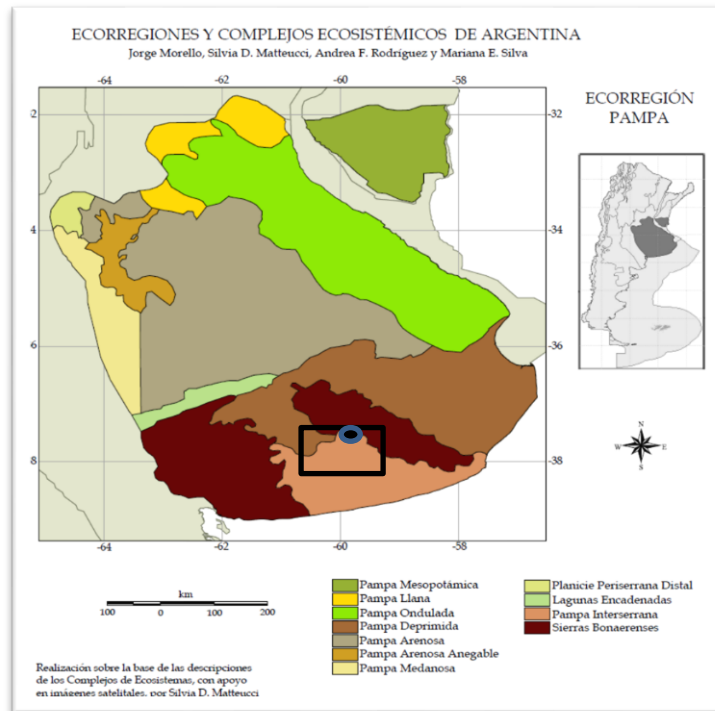 ECORREGIONES Y COMPLEJOS ECOSISTÉMICOS DE ARGENTINA
Jorge Morello, Silvia D. Matteucci, Andrea F. Rodríguez y Mariana E. Silva
-64 -62 -60 -58
2 -32
4 -34
6 -36
8 -38
-64 -62 -60 -58
ECORREGIÓN
PAMPA
N
W E
S
km
100 0 100 200
Pampa Mesopotámica
Pampa Llana
Pampa Ondulada
Pampa Deprimida
Pampa Arenosa
Pampa Arenosa Anegable
Pampa Medanosa
Planicie Periserrana Distal
Lagunas Encadenadas
Pampa Interserrana
Sierras Bonaerenses
Realización sobre la base de las descripciones
de los Complejos de Ecosistemas, con apoyo
en imágenes satelitales, por Silvia D. Matteucci